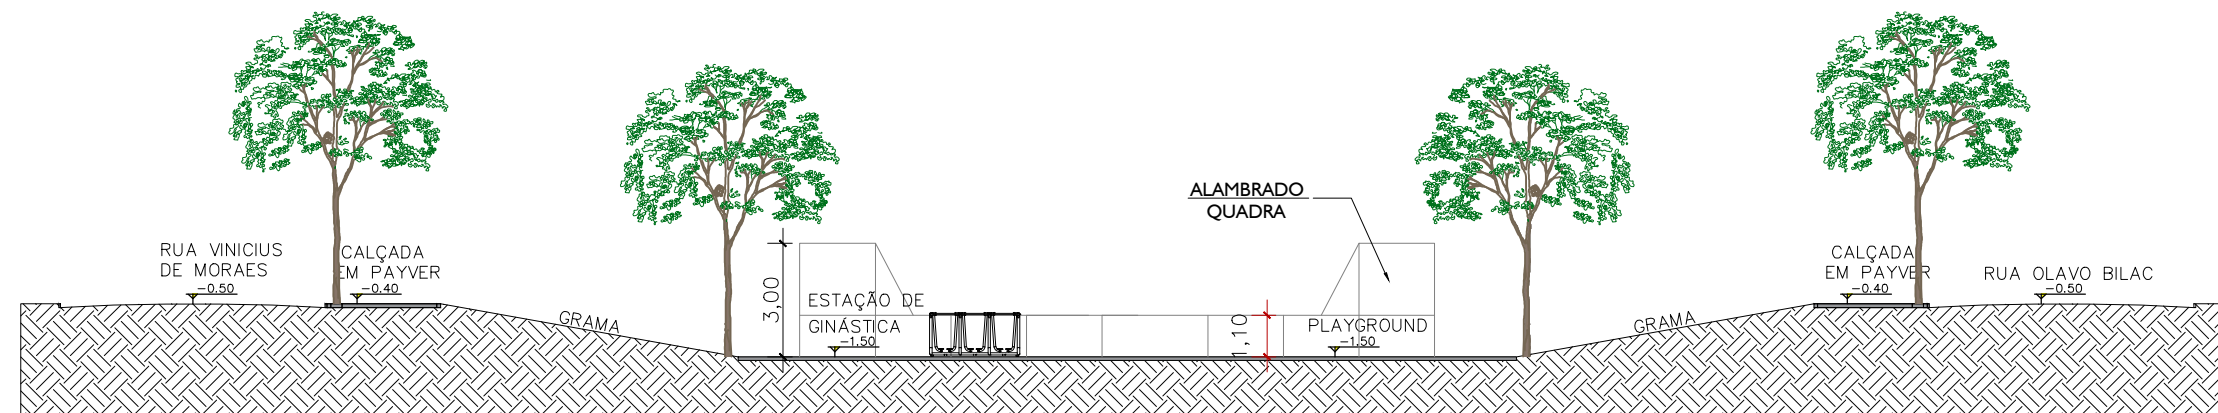 RUA VINICIUS
DE MORAES
-0.50
CALÇADA
EM PAYVER
-0.40
GRAMA
3,00
ESTAÇÃO DE
GINÁSTICA
-1.50
1,10
ALAMBRADO
QUADRA
PLAYGROUND
-1.50
GRAMA
CALÇADA
EM PAYVER
-0.40
RUA OLAVO BILAC
-0.50